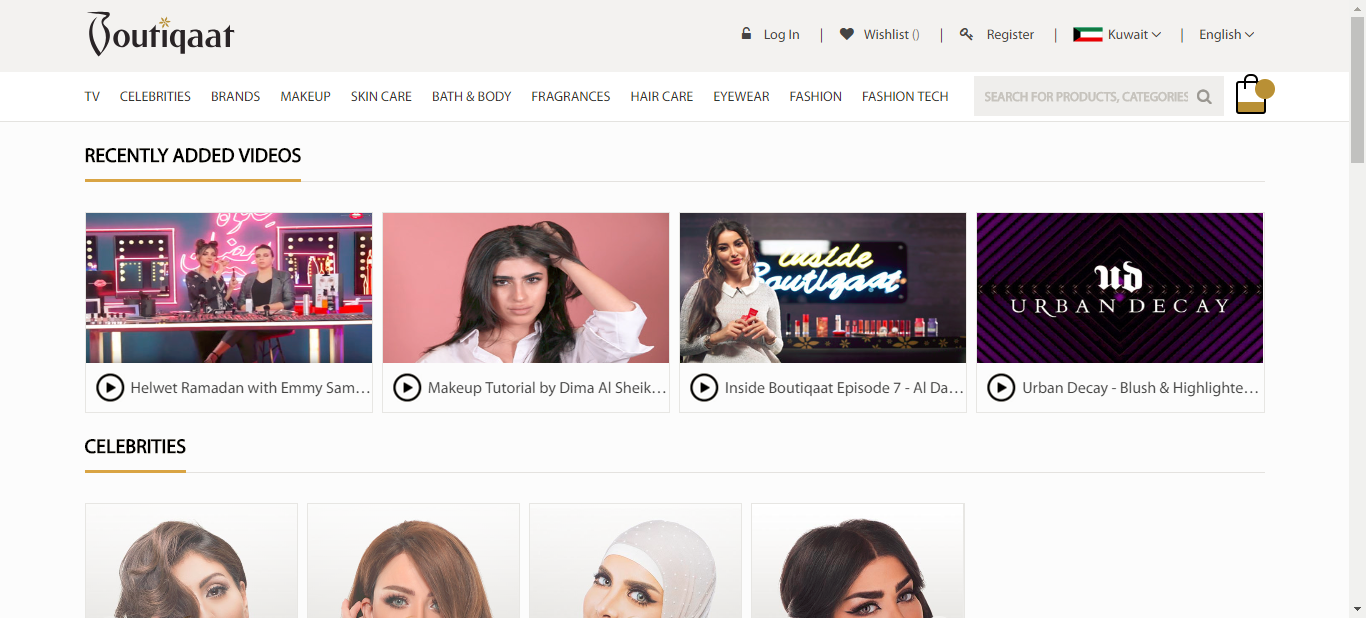 Boutiqaat
Log In | Wishlist () | Register | Kuwait | English
TV CELEBRITIES BRANDS MAKEUP SKIN CARE BATH & BODY FRAGRANCES HAIR CARE EYEWEAR FASHION FASHION TECH SEARCH FOR PRODUCTS, CATEGORIES
RECENTLY ADDED VIDEOS
inside
Boutiqaat
ud
URBAN DECAY
Helwet Ramadan with Emmy Sam...
Makeup Tutorial by Dima Al Sheik...
Inside Boutiqaat Episode 7 - Al Da...
Urban Decay - Blush & Highlighte...
CELEBRITIES